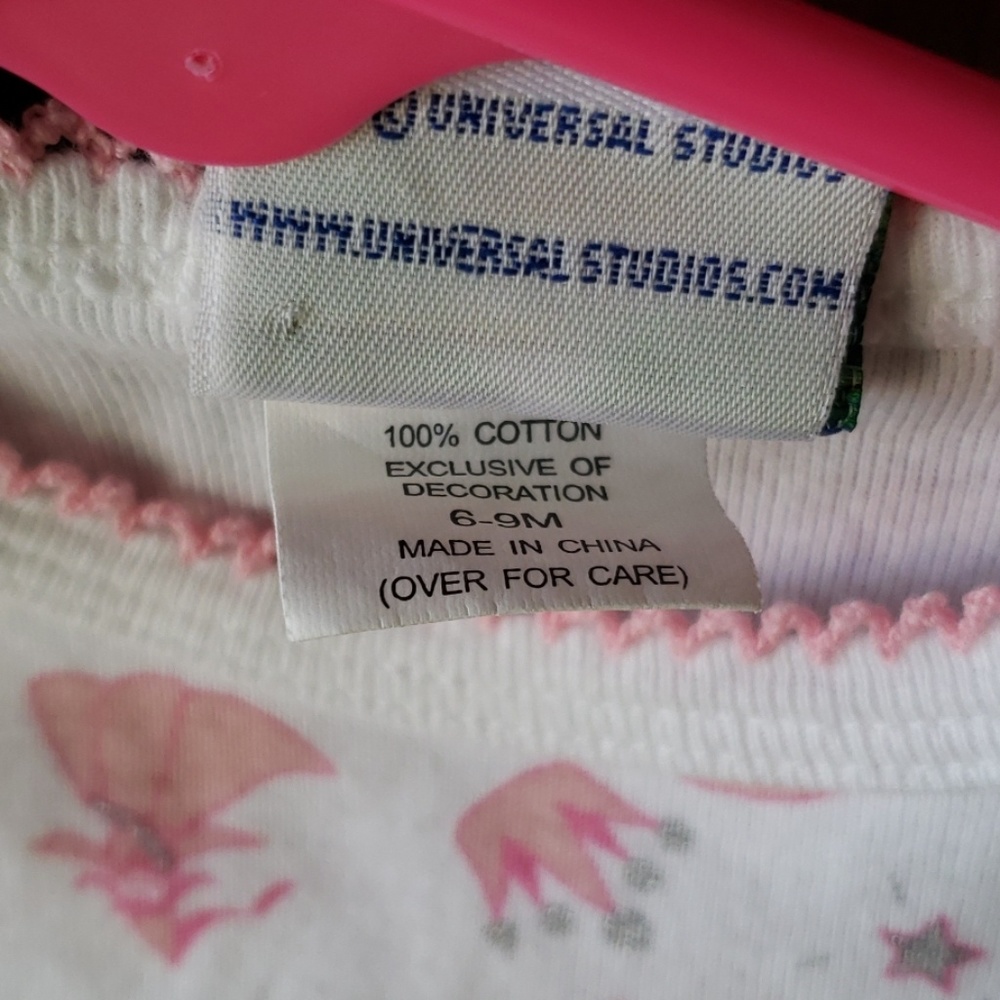 © UNIVERSAL STUDIOS
WWW.UNIVERSALSTUDIOS.COM
100% COTTON
EXCLUSIVE OF
DECORATION
6-9M
MADE IN CHINA
(OVER FOR CARE)